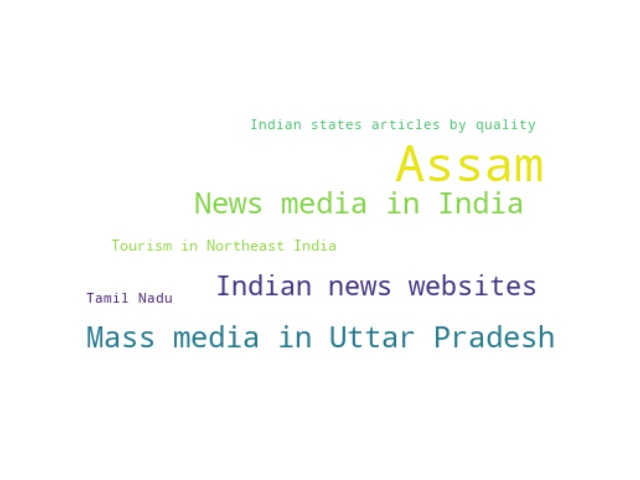 Indian states articles by quality
Assam
News media in India
Tourism in Northeast India
Indian news websites
Tamil Nadu
Mass media in Uttar Pradesh